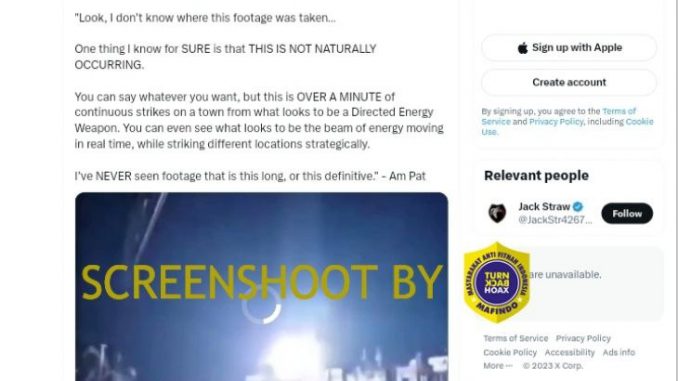 "Look, I don't know where this footage was taken...
One thing I know for SURE is that THIS IS NOT NATURALLY
OCCURRING.
You can say whatever you want, but this is OVER A MINUTE of
continuous strikes on a town from what looks to be a Directed Energy
Weapon. You can even see what looks to be the beam of energy moving
in real time, while striking different locations strategically.
I've NEVER seen footage that is this long, or this definitive." - Am Pat
SCREENSHOOT BY
Sign up with Apple
Create account
By signing up, you agree to the Terms of
Service and Privacy Policy, including Cookie
Use.
Relevant people
Jack Straw
@JackStr4267...
Follow
MASYARAKAT ANTI FITNAH INDONESIA
TURN
BACK
HOAX
MAFINDO
are unavailable.
Terms of Service Privacy Policy
Cookie Policy Accessibility Ads info
More ... © 2023 X Corp.